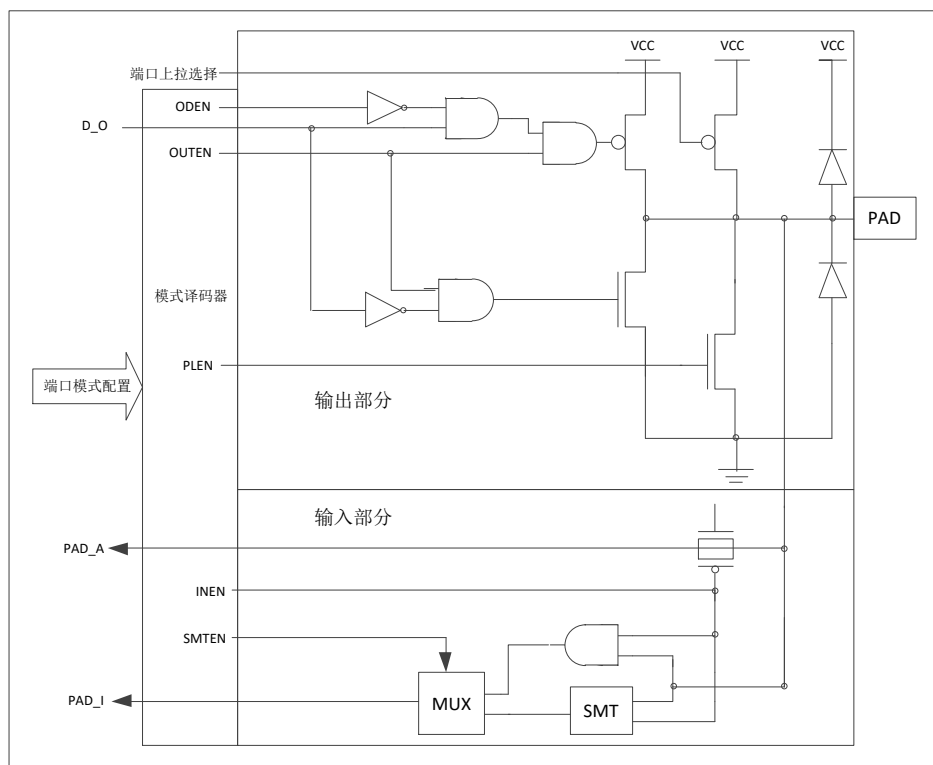 VCC
VCC
VCC
端口上拉选择
ODEN
D_O
OUTEN
PAD
模式译码器
PLEN
端口模式配置
输出部分
输入部分
PAD_A
INEN
SMTEN
MUX
SMT
PAD_I